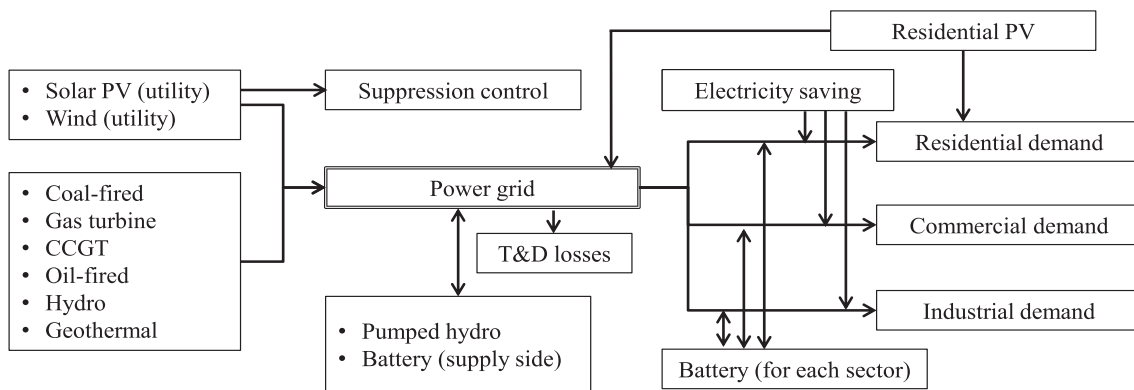 Residential PV
• Solar PV (utility)
• Wind (utility)
Suppression control
Electricity saving
Residential demand
• Coal-fired
• Gas turbine
• CCGT
• Oil-fired
• Hydro
• Geothermal
Power grid
T&D losses
Commercial demand
• Pumped hydro
• Battery (supply side)
Industrial demand
Battery (for each sector)